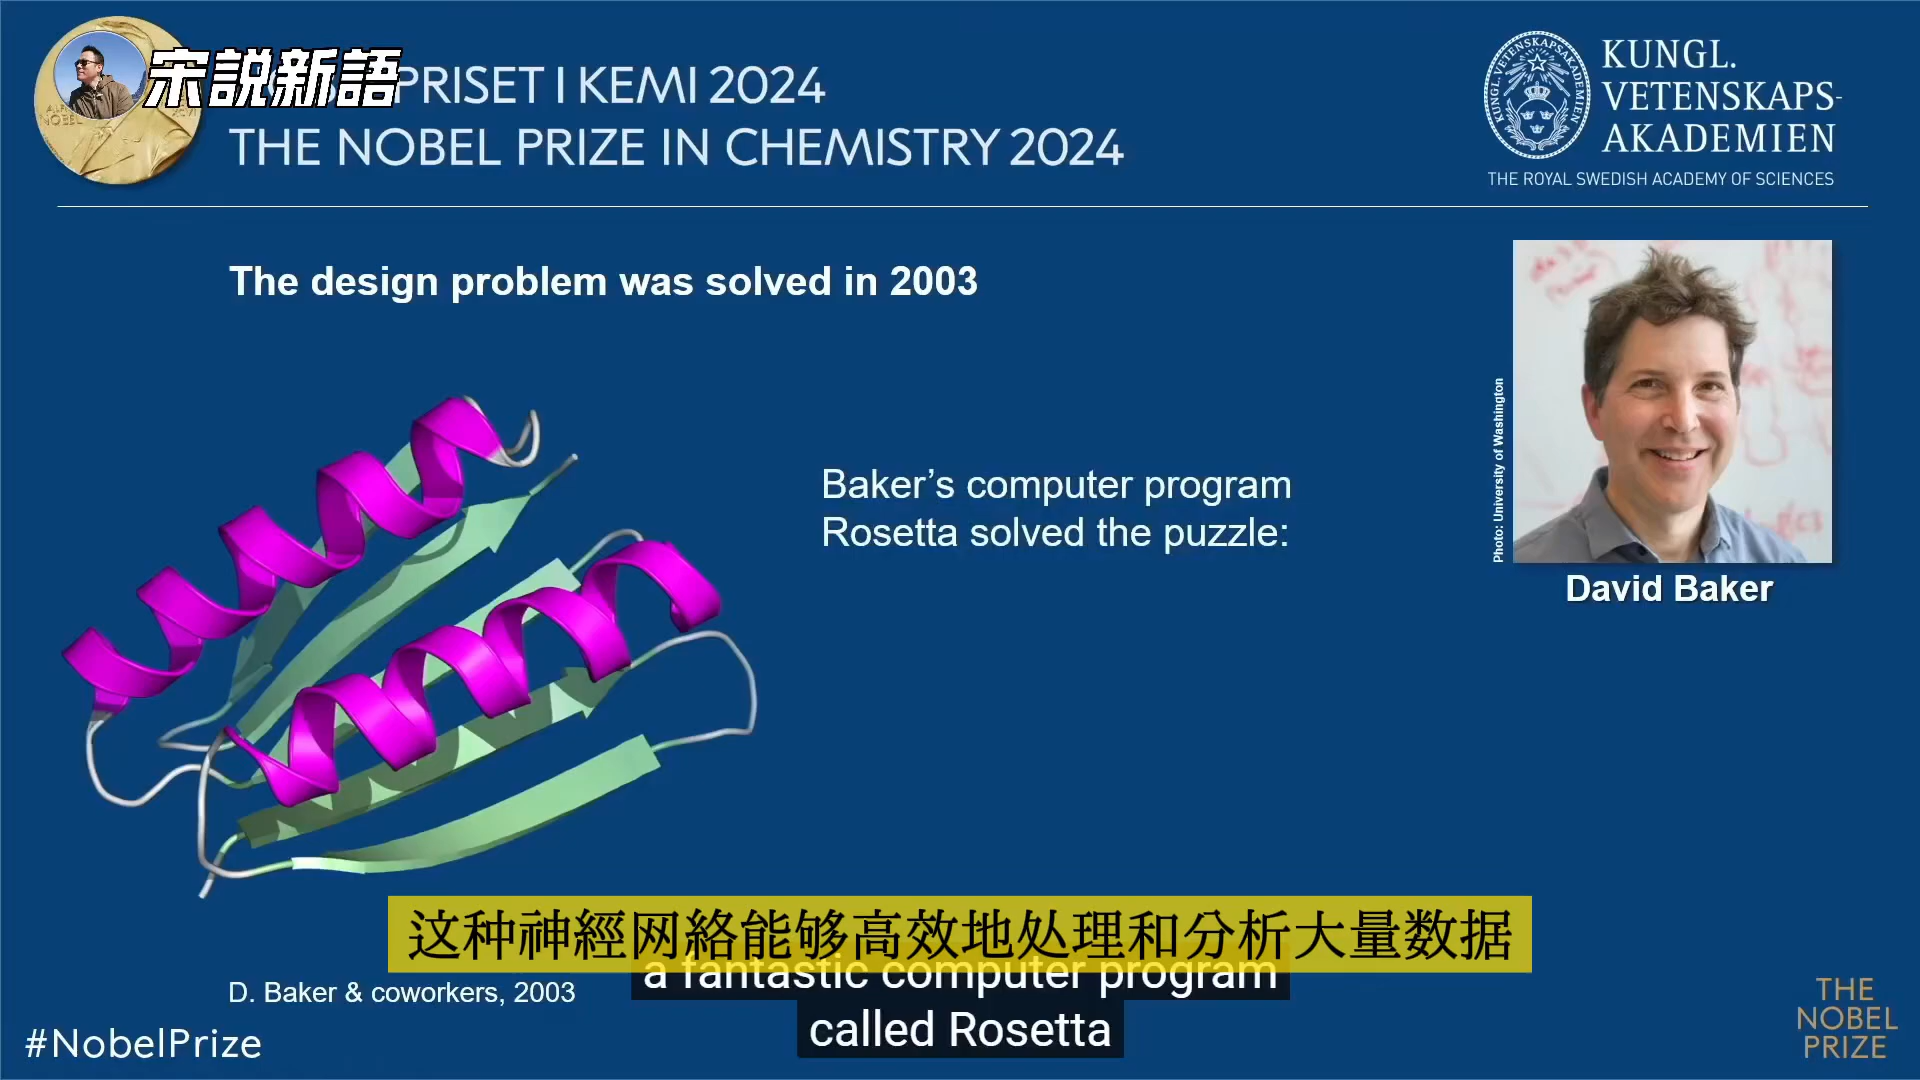 宋説新語
PRISET I KEMI 2024
THE NOBEL PRIZE IN CHEMISTRY 2024
KUNGL.
VETENSKAPS-
AKADEMIEN
THE ROYAL SWEDISH ACADEMY OF SCIENCES
KUNGL. VETENSKAPSAKADEMIEN
The design problem was solved in 2003
Baker’s computer program
Rosetta solved the puzzle:
Photo: University of Washington
David Baker
这种神經网絡能够高效地处理和分析大量数据
a fantastic computer program
called Rosetta
D. Baker & coworkers, 2003
#NobelPrize
THE
NOBEL
PRIZE